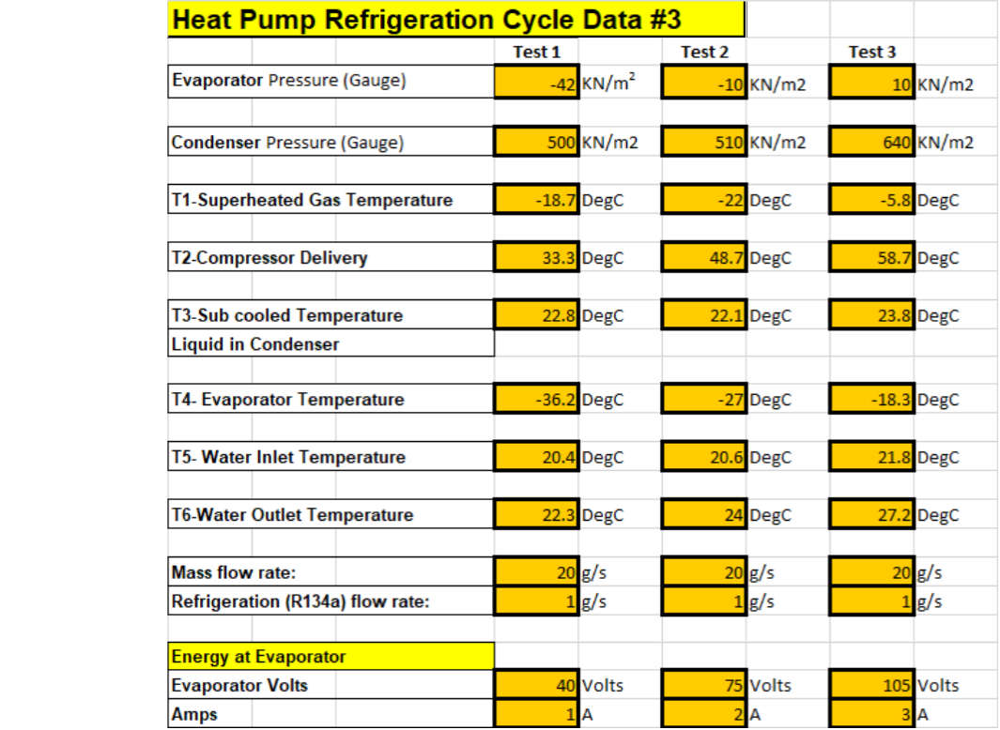 Heat Pump Refrigeration Cycle Data #3
Test 1 Test 2 Test 3
Evaporator Pressure (Gauge) -42 KN/m² -10 KN/m2 10 KN/m2
Condenser Pressure (Gauge) 500 KN/m2 510 KN/m2 640 KN/m2
T1-Superheated Gas Temperature -18.7 DegC -22 DegC -5.8 DegC
T2-Compressor Delivery 33.3 DegC 48.7 DegC 58.7 DegC
T3-Sub cooled Temperature 22.8 DegC 22.1 DegC 23.8 DegC
Liquid in Condenser
T4- Evaporator Temperature -36.2 DegC -27 DegC -18.3 DegC
T5- Water Inlet Temperature 20.4 DegC 20.6 DegC 21.8 DegC
T6-Water Outlet Temperature 22.3 DegC 24 DegC 27.2 DegC
Mass flow rate: 20 g/s 20 g/s 20 g/s
Refrigeration (R134a) flow rate: 1 g/s 1 g/s 1 g/s
Energy at Evaporator
Evaporator Volts 40 Volts 75 Volts 105 Volts
Amps 1 A 2 A 3 A